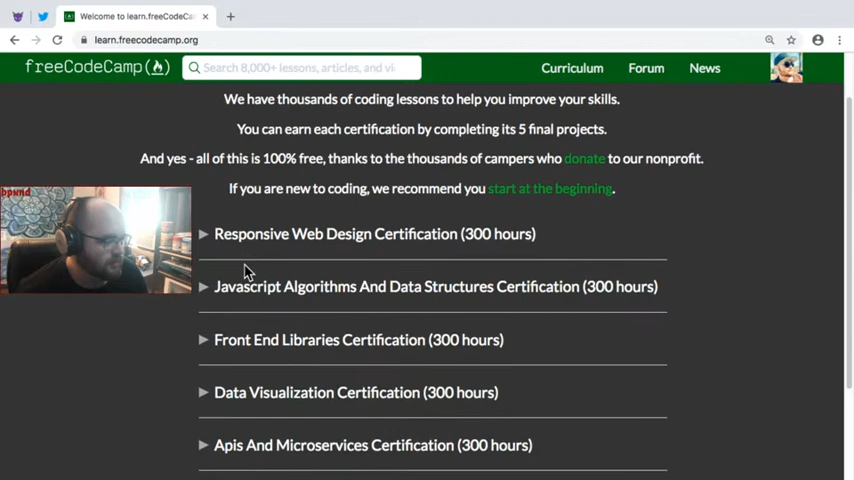 Welcome to learn.freeCodeCa
learn.freecodecamp.org
freeCodeCamp
Search 8,000+ lessons, articles, and vi
Curriculum
Forum
News
We have thousands of coding lessons to help you improve your skills.
You can earn each certification by completing its 5 final projects.
And yes - all of this is 100% free, thanks to the thousands of campers who donate to our nonprofit.
If you are new to coding, we recommend you start at the beginning.
bpwnd
Responsive Web Design Certification (300 hours)
Javascript Algorithms And Data Structures Certification (300 hours)
Front End Libraries Certification (300 hours)
Data Visualization Certification (300 hours)
Apis And Microservices Certification (300 hours)